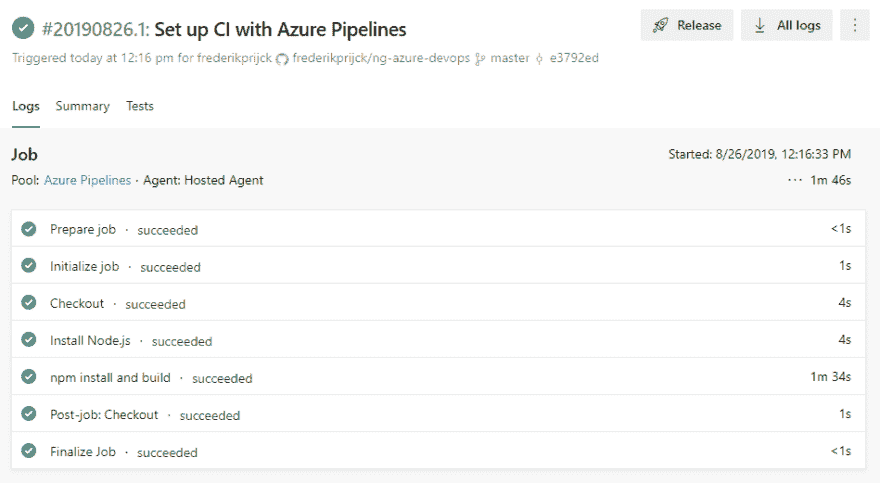 #20190826.1: Set up CI with Azure Pipelines
Release
All logs
Triggered today at 12:16 pm for frederikprijck frederikprijck/ng-azure-devops master e3792ed
Logs Summary Tests
Job
Started: 8/26/2019, 12:16:33 PM
Pool: Azure Pipelines · Agent: Hosted Agent
··· 1m 46s
Prepare job · succeeded <1s
Initialize job · succeeded 1s
Checkout · succeeded 4s
Install Node.js · succeeded 4s
npm install and build · succeeded 1m 34s
Post-job: Checkout · succeeded 1s
Finalize Job · succeeded <1s